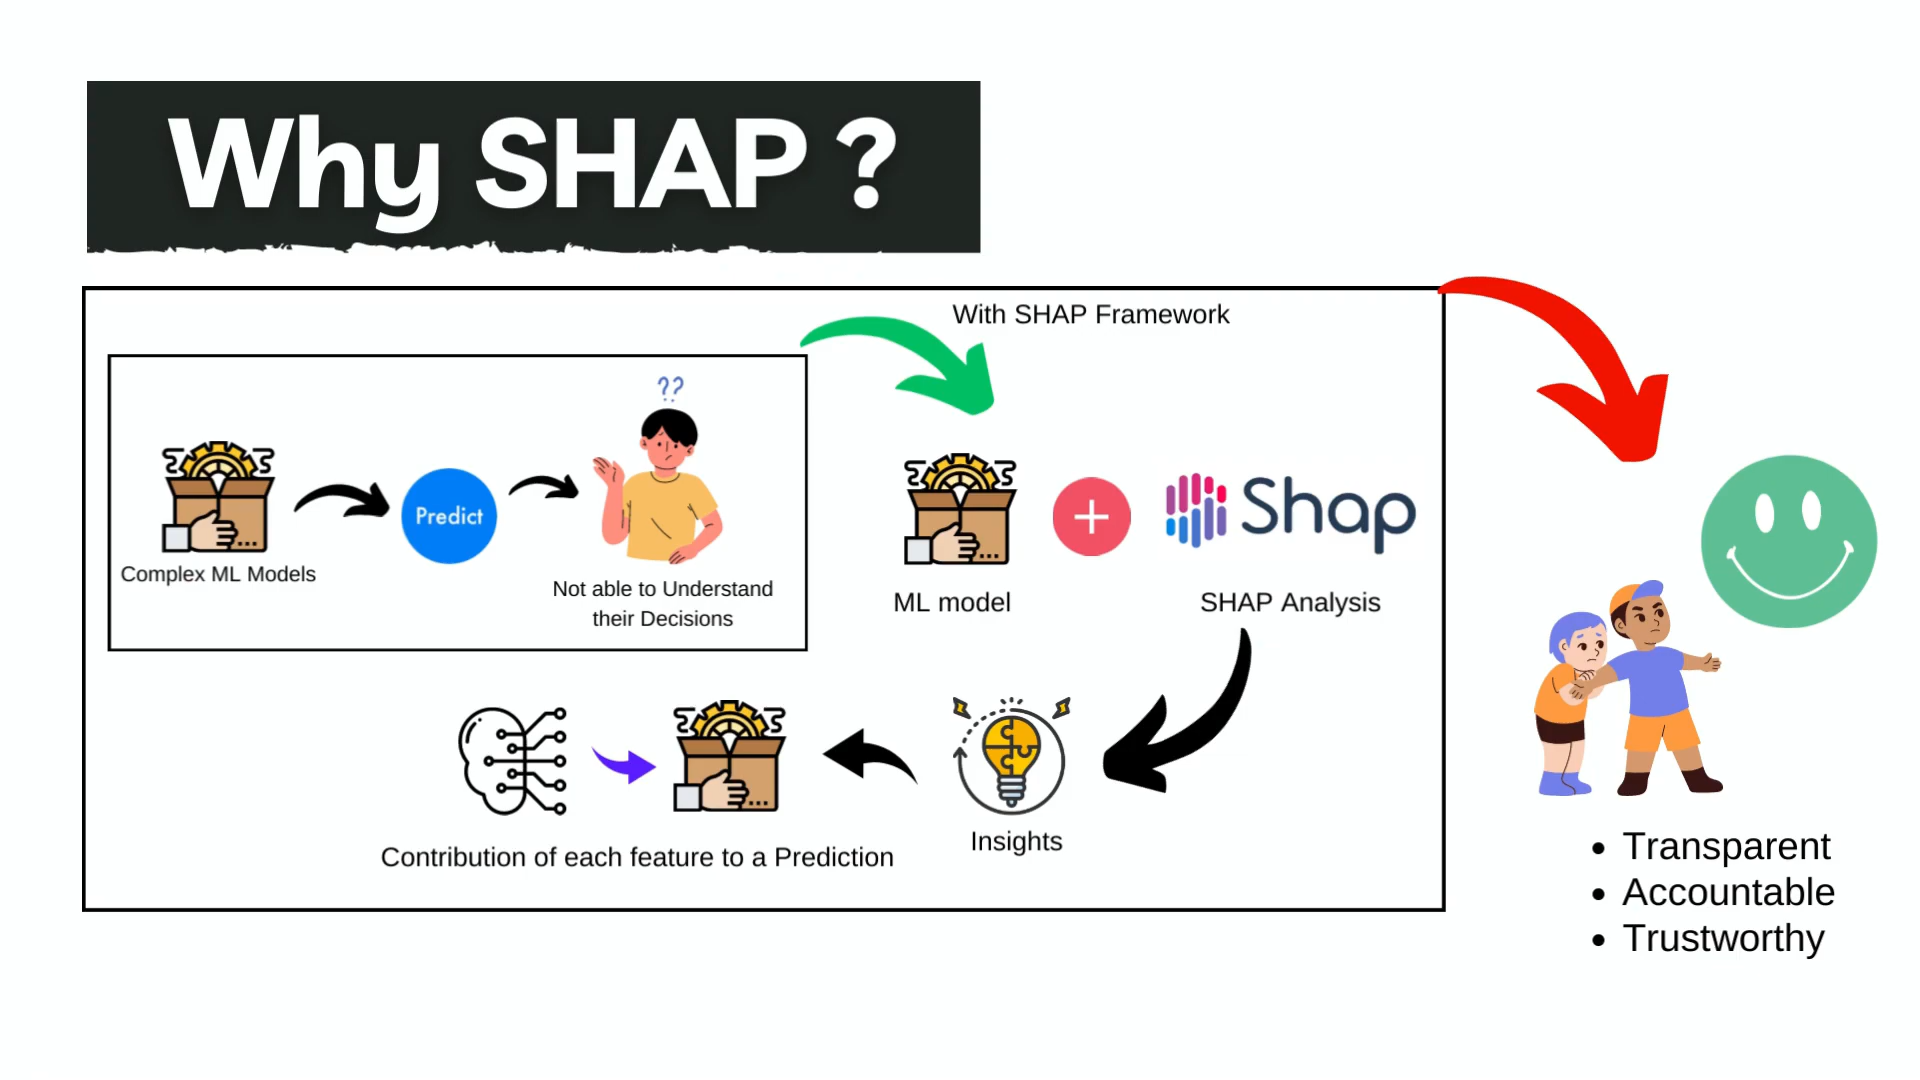 Why SHAP ?
With SHAP Framework
??
Predict
Complex ML Models
Not able to Understand
their Decisions
Shap
ML model
SHAP Analysis
Insights
Contribution of each feature to a Prediction
• Transparent
• Accountable
• Trustworthy